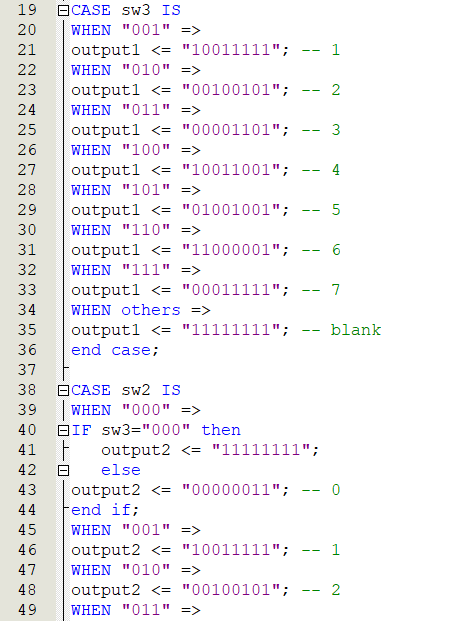 19 CASE sw3 IS
20 WHEN "001" =>
21 output1 <= "10011111"; -- 1
22 WHEN "010" =>
23 output1 <= "00100101"; -- 2
24 WHEN "011" =>
25 output1 <= "00001101"; -- 3
26 WHEN "100" =>
27 output1 <= "10011001"; -- 4
28 WHEN "101" =>
29 output1 <= "01001001"; -- 5
30 WHEN "110" =>
31 output1 <= "11000001"; -- 6
32 WHEN "111" =>
33 output1 <= "00011111"; -- 7
34 WHEN others =>
35 output1 <= "11111111"; -- blank
36 end case;
37
38 CASE sw2 IS
39 WHEN "000" =>
40 IF sw3="000" then
41 output2 <= "11111111";
42 else
43 output2 <= "00000011"; -- 0
44 end if;
45 WHEN "001" =>
46 output2 <= "10011111"; -- 1
47 WHEN "010" =>
48 output2 <= "00100101"; -- 2
49 WHEN "011" =>